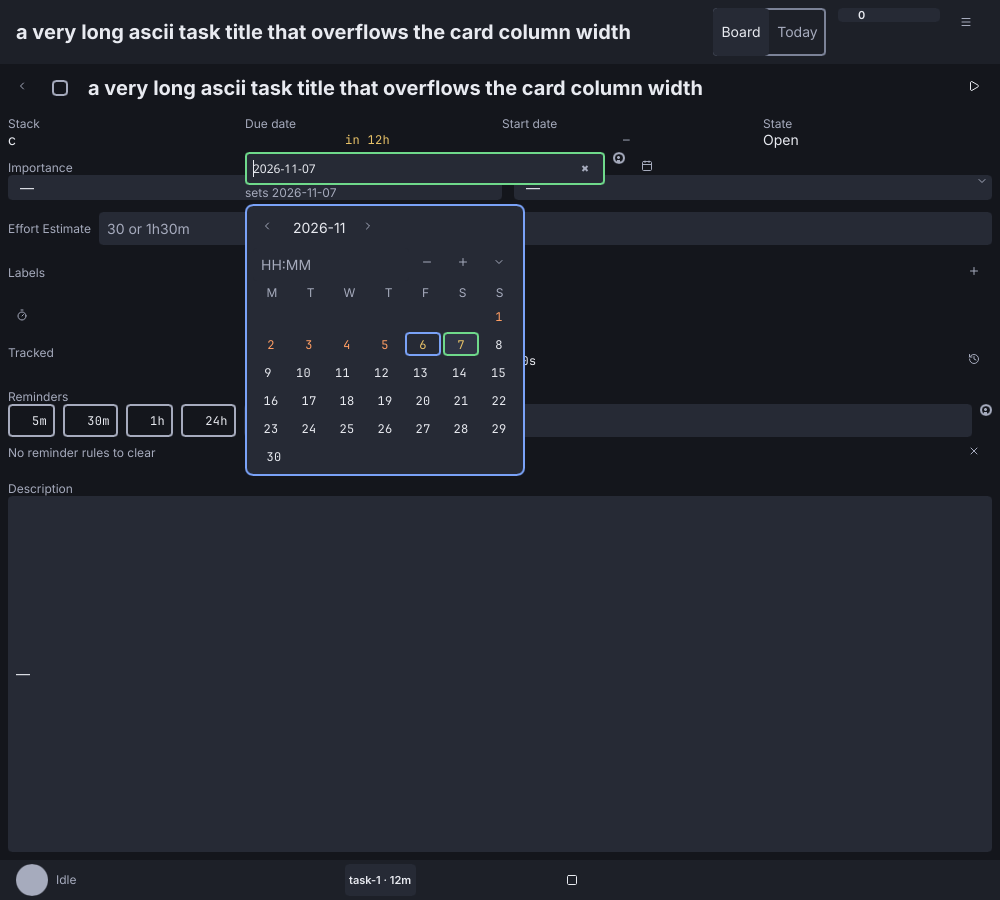 a very long ascii task title that overflows the card column width
Board Today 0
a very long ascii task title that overflows the card column width
Stack Due date Start date State
c in 12h — Open
Importance
2026-11-07
— —
sets 2026-11-07
Effort Estimate 30 or 1h30m
2026-11
HH:MM
Labels
M T W T F S S
1
2 3 4 5 6 7 8
Tracked 0s
9 10 11 12 13 14 15
Reminders
16 17 18 19 20 21 22
5m 30m 1h 24h
23 24 25 26 27 28 29
No reminder rules to clear
30
Description
—
Idle task-1 · 12m